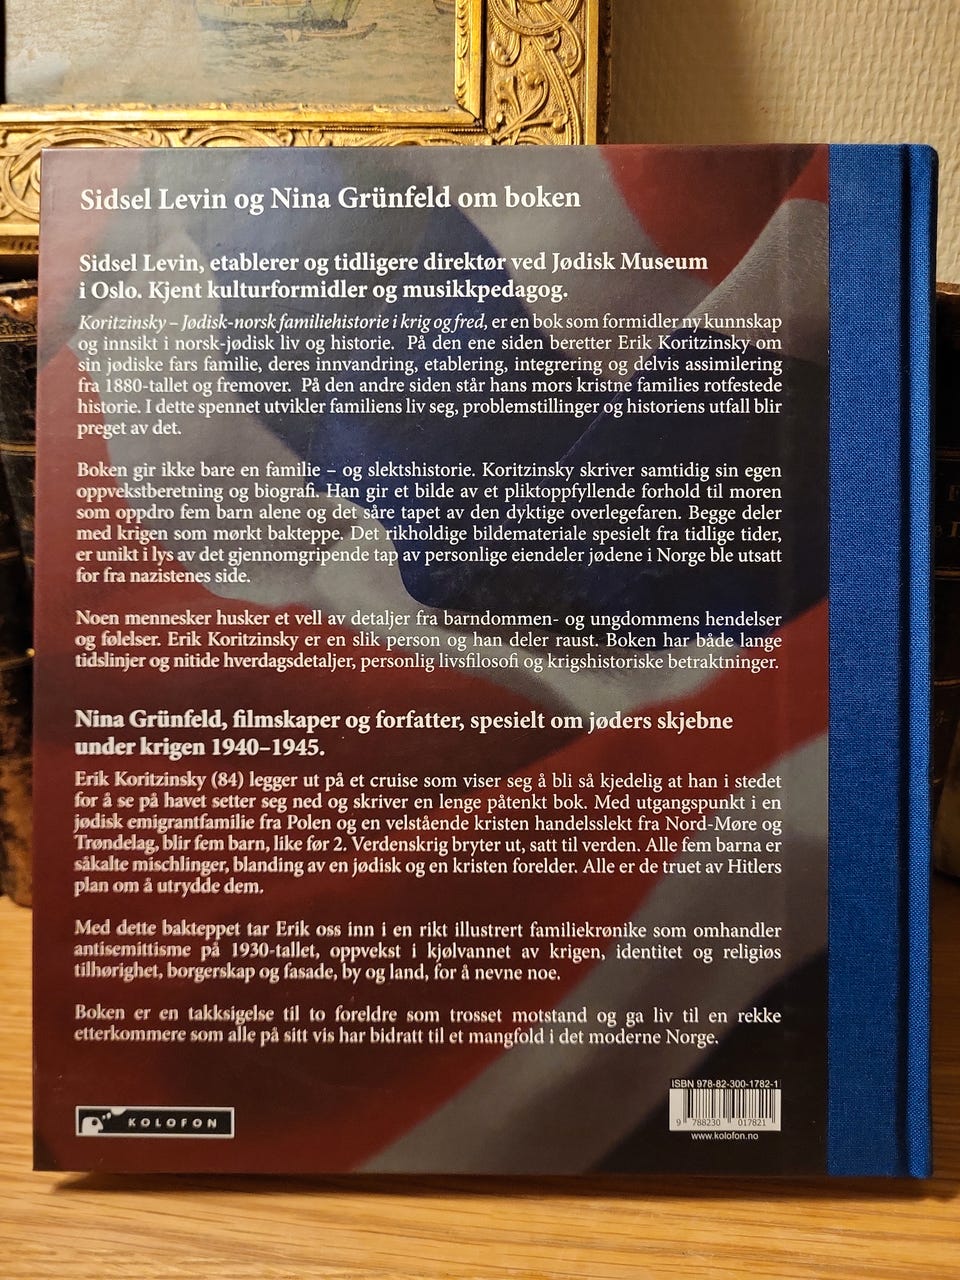 Sidsel Levin og Nina Grünfeld om boken
Sidsel Levin, etablerer og tidligere direktør ved Jødisk Museum
i Oslo. Kjent kulturformidler og musikkpedagog.
Koritzinsky – Jødisk-norsk familiehistorie i krig og fred, er en bok som formidler ny kunnskap
og innsikt i norsk-jødisk liv og historie. På den ene siden beretter Erik Koritzinsky om
sin jødiske fars familie, deres innvandring, etablering, integrering og delvis assimilering
fra 1880-tallet og fremover. På den andre siden står hans mors kristne families rotfestede
historie. I dette spennet utvikler familiens liv seg, problemstillinger og historiens utfall blir
preget av det.
Boken gir ikke bare en familie – og slektshistorie. Koritzinsky skriver samtidig sin egen
oppvekstberetning og biografi. Han gir et bilde av et pliktoppfyllende forhold til moren
som oppdro fem barn alene og det såre tapet av den dyktige overlegefaren. Begge deler
med krigen som mørkt bakteppe. Det rikholdige bildemateriale spesielt fra tidlige tider,
er unikt i lys av det gjennomgripende tap av personlige eiendeler jødene i Norge ble utsatt
for fra nazistenes side.
Noen mennesker husker et vell av detaljer fra barndommen- og ungdommens hendelser
og følelser. Erik Koritzinsky er en slik person og han deler raust. Boken har både lange
tidslinjer og nitide hverdagsdetaljer, personlig livsfilosofi og krigshistoriske betraktninger.
Nina Grünfeld, filmskaper og forfatter, spesielt om jøders skjebne
under krigen 1940–1945.
Erik Koritzinsky (84) legger ut på et cruise som viser seg å bli så kjedelig at han i stedet
for å se på havet setter seg ned og skriver en lenge påtenkt bok. Med utgangspunkt i en
jødisk emigrantfamilie fra Polen og en velstående kristen handelsslekt fra Nord-Møre og
Trøndelag, blir fem barn, like før 2. Verdenskrig bryter ut, satt til verden. Alle fem barna er
såkalte mischlinger, blanding av en jødisk og en kristen forelder. Alle er de truet av Hitlers
plan om å utrydde dem.
Med dette bakteppet tar Erik oss inn i en rikt illustrert familiekrønike som omhandler
antisemittisme på 1930-tallet, oppvekst i kjølvannet av krigen, identitet og religiøs
tilhørighet, borgerskap og fasade, by og land, for å nevne noe.
Boken er en takksigelse til to foreldre som trosset motstand og ga liv til en rekke
etterkommere som alle på sitt vis har bidratt til et mangfold i det moderne Norge.
ISBN 978-82-300-1782-1
9 788230 017821
www.kolofon.no
KOLOFON